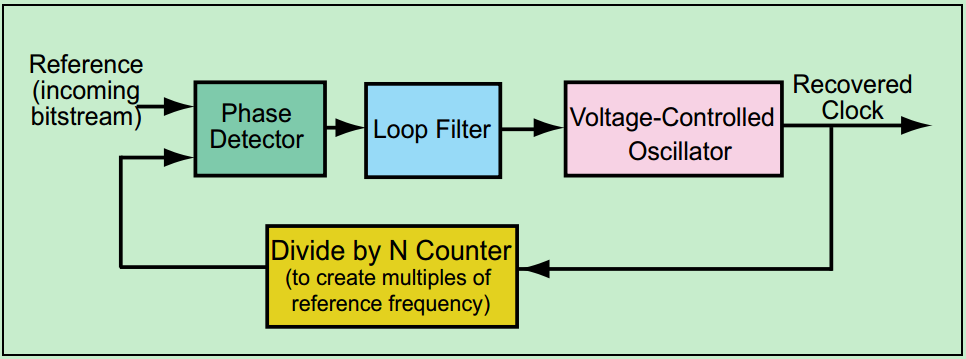 Reference
(incoming
bitstream)
Phase
Detector
Loop Filter
Voltage-Controlled
Oscillator
Recovered
Clock
Divide by N Counter
(to create multiples of
reference frequency)